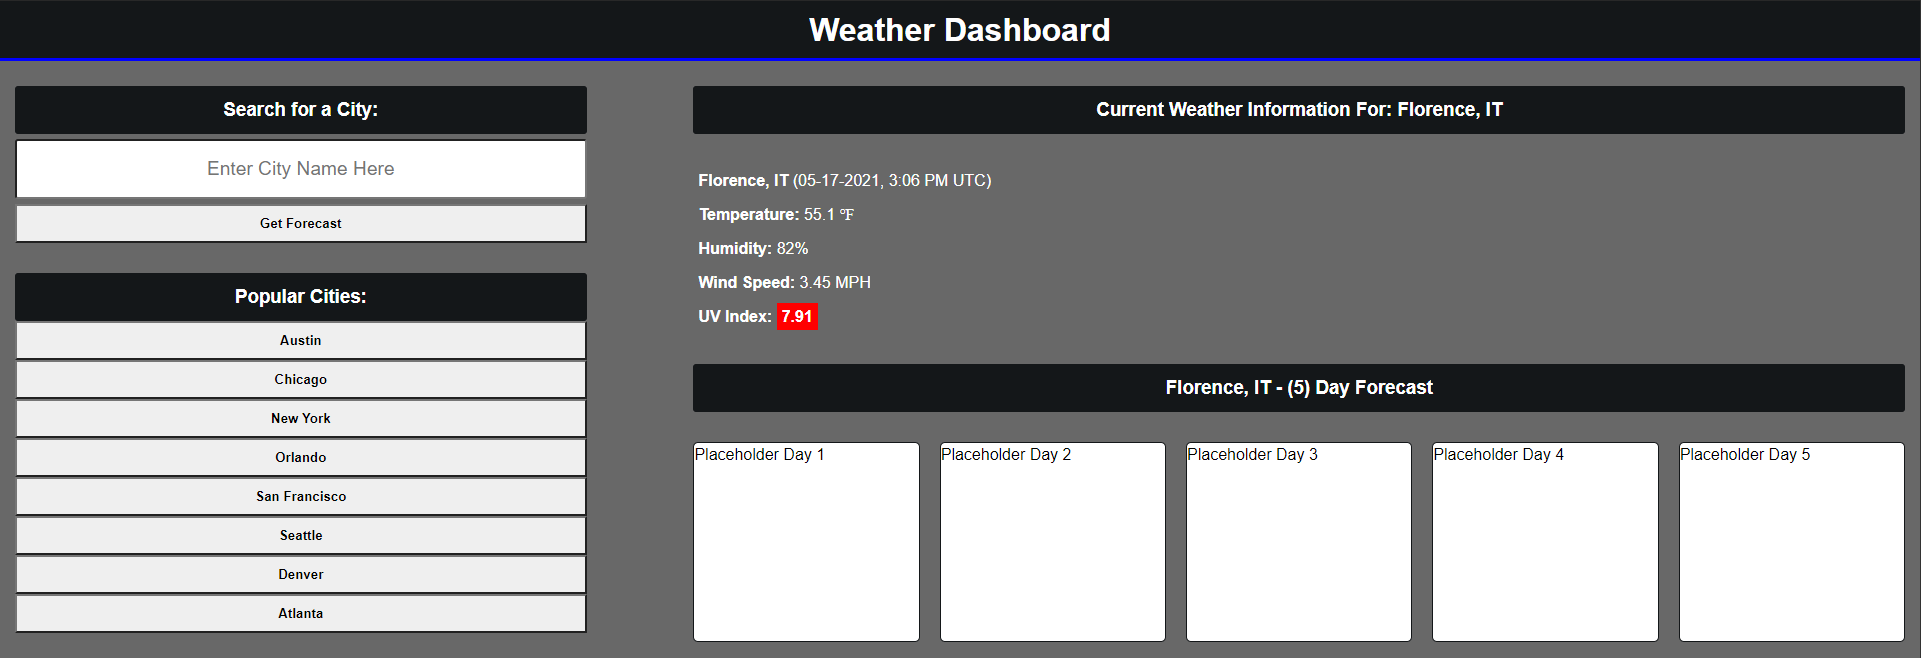 Weather Dashboard
Search for a City:
Enter City Name Here
Get Forecast
Popular Cities:
Austin
Chicago
New York
Orlando
San Francisco
Seattle
Denver
Atlanta
Current Weather Information For: Florence, IT
Florence, IT (05-17-2021, 3:06 PM UTC)
Temperature: 55.1 ℉
Humidity: 82%
Wind Speed: 3.45 MPH
UV Index: 7.91
Florence, IT - (5) Day Forecast
Placeholder Day 1
Placeholder Day 2
Placeholder Day 3
Placeholder Day 4
Placeholder Day 5